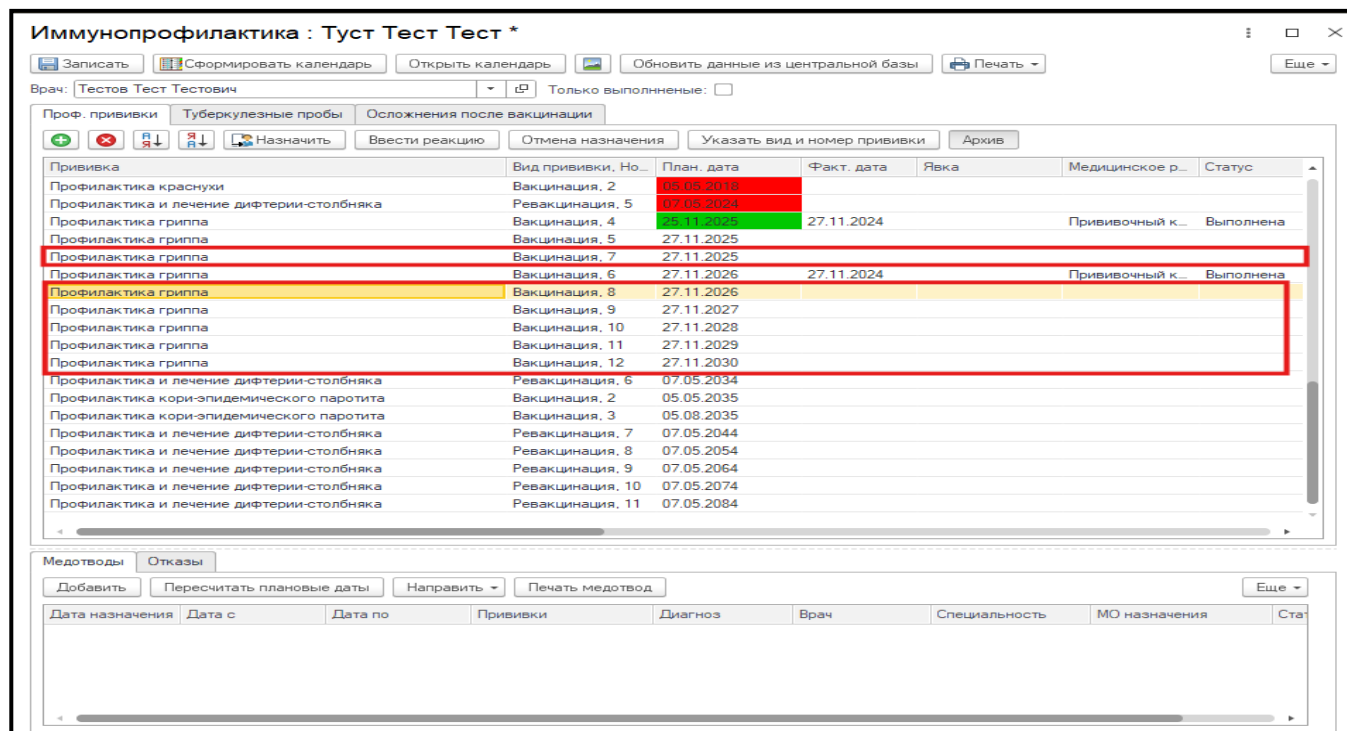 Иммунопрофилактика : Туст Тест Тест *
Записать Сформировать календарь Открыть календарь Обновить данные из центральной базы Печать Еще
Врач: Тестов Тест Тестович Только выполнненые:
Проф. прививки Туберкулезные пробы Осложнения после вакцинации
Назначить Ввести реакцию Отмена назначения Указать вид и номер прививки Архив
Прививка Вид прививки, Но... План. дата Факт. дата Явка Медицинское р... Статус
Профилактика краснухи Вакцинация, 2 05.05.2018
Профилактика и лечение дифтерии-столбняка Ревакцинация, 5 07.05.2024
Профилактика гриппа Вакцинация, 4 25.11.2025 27.11.2024 Прививочный к... Выполнена
Профилактика гриппа Вакцинация, 5 27.11.2025
Профилактика гриппа Вакцинация, 7 27.11.2025
Профилактика гриппа Вакцинация, 6 27.11.2026 27.11.2024 Прививочный к... Выполнена
Профилактика гриппа Вакцинация, 8 27.11.2026
Профилактика гриппа Вакцинация, 9 27.11.2027
Профилактика гриппа Вакцинация, 10 27.11.2028
Профилактика гриппа Вакцинация, 11 27.11.2029
Профилактика гриппа Вакцинация, 12 27.11.2030
Профилактика и лечение дифтерии-столбняка Ревакцинация, 6 07.05.2034
Профилактика кори-эпидемического паротита Вакцинация, 2 05.05.2035
Профилактика кори-эпидемического паротита Вакцинация, 3 05.08.2035
Профилактика и лечение дифтерии-столбняка Ревакцинация, 7 07.05.2044
Профилактика и лечение дифтерии-столбняка Ревакцинация, 8 07.05.2054
Профилактика и лечение дифтерии-столбняка Ревакцинация, 9 07.05.2064
Профилактика и лечение дифтерии-столбняка Ревакцинация, 10 07.05.2074
Профилактика и лечение дифтерии-столбняка Ревакцинация, 11 07.05.2084
Медотводы Отказы
Добавить Пересчитать плановые даты Направить Печать медотвод Еще
Дата назначения Дата с Дата по Прививки Диагноз Врач Специальность МО назначения Стат